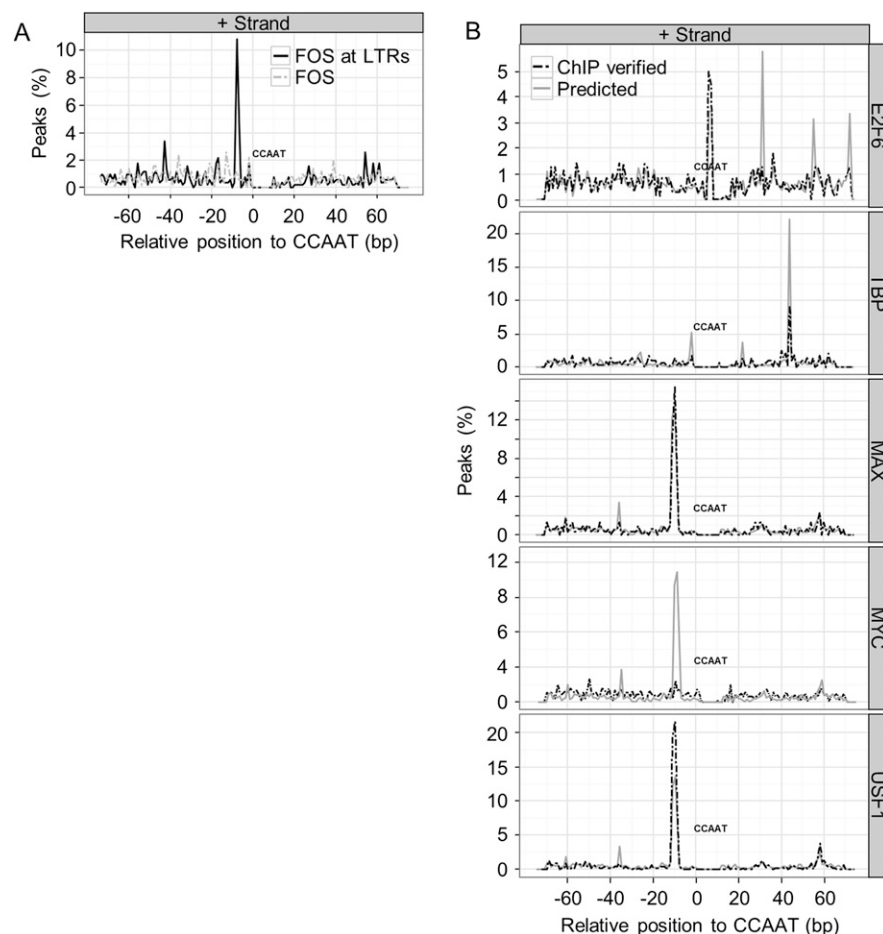 A
+ Strand
FOS at LTRs
FOS
CCAAT
Peaks (%)
10
8
6
4
2
0
-60 -40 -20 0 20 40 60
Relative position to CCAAT (bp)
B
+ Strand
ChIP verified
Predicted
CCAAT
5
4
3
2
1
0
E2F6
CCAAT
20
15
10
5
0
TBP
Peaks (%)
CCAAT
12
8
4
0
MAX
CCAAT
12
8
6
4
0
MYC
CCAAT
20
15
10
5
0
USF1
-60 -40 -20 0 20 40 60
Relative position to CCAAT (bp)